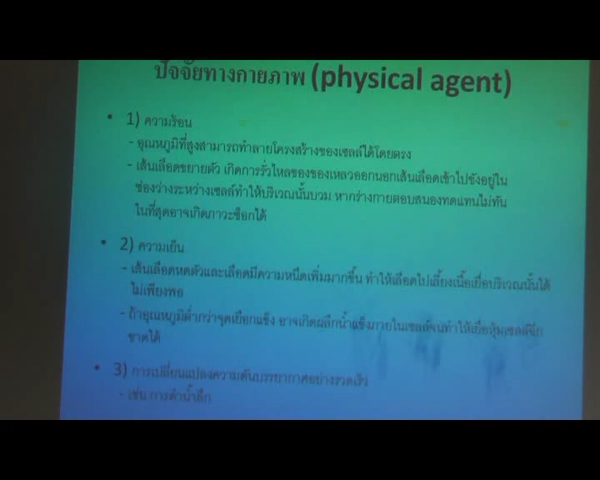 ปัจจัยทางกายภาพ (physical agent)
• 1) ความร้อน
- อุณหภูมิที่สูงสามารถทำลายโครงสร้างของเซลล์ได้โดยตรง
- เส้นเลือดขยายตัว เกิดการรั่วไหลของของเหลวออกนอกเส้นเลือดเข้าไปขังอยู่ใน
ช่องว่างระหว่างเซลล์ทำให้บริเวณนั้นบวม หากร่างกายตอบสนองทดแทนไม่ทัน
ในที่สุดอาจเกิดภาวะช็อกได้
• 2) ความเย็น
- เส้นเลือดหดตัวและเลือดมีความหนืดเพิ่มมากขึ้น ทำให้เลือดไปเลี้ยงเนื้อเยื่อบริเวณนั้นได้
ไม่เพียงพอ
- ถ้าอุณหภูมิต่ำกว่าจุดเยือกแข็ง อาจเกิดผลึกน้ำแข็งภายในเซลล์จนทำให้เยื่อหุ้มเซลล์ฉีก
ขาดได้
• 3) การเปลี่ยนแปลงความดันบรรยากาศอย่างรวดเร็ว
- เช่น การดำน้ำลึก